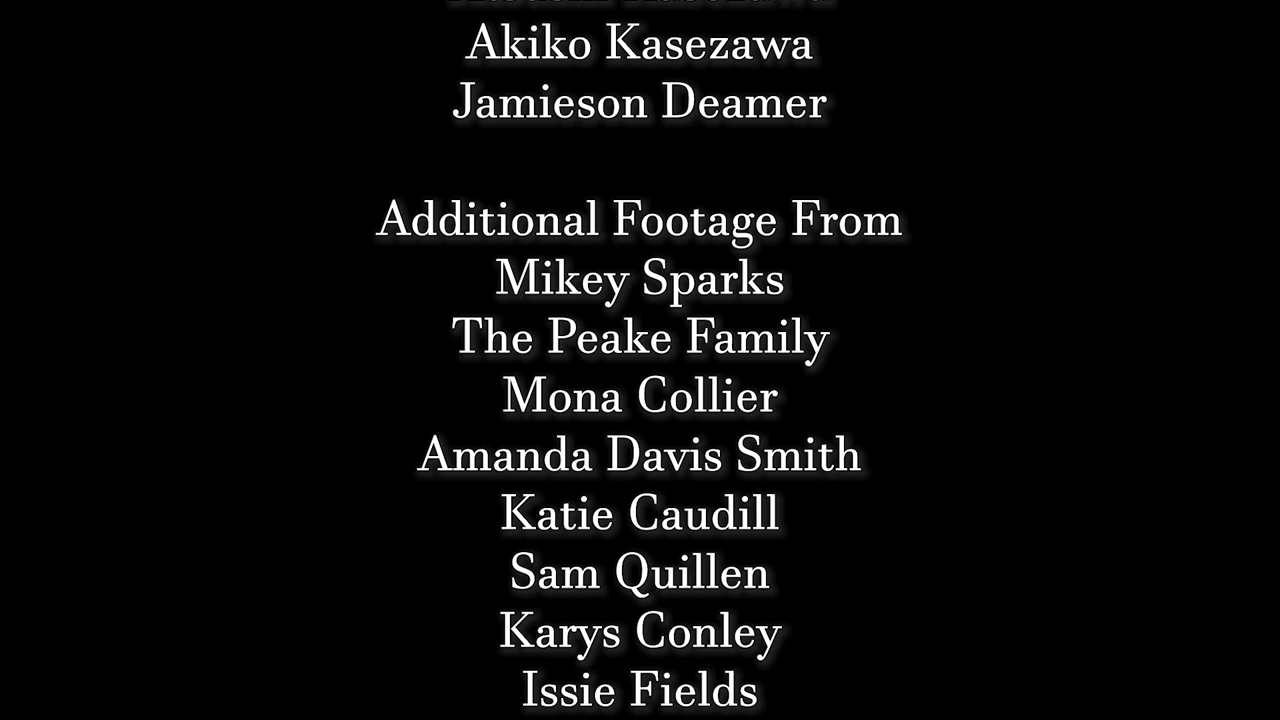 Akiko Kasezawa
Jamieson Deamer
Additional Footage From
Mikey Sparks
The Peake Family
Mona Collier
Amanda Davis Smith
Katie Caudill
Sam Quillen
Karys Conley
Issie Fields